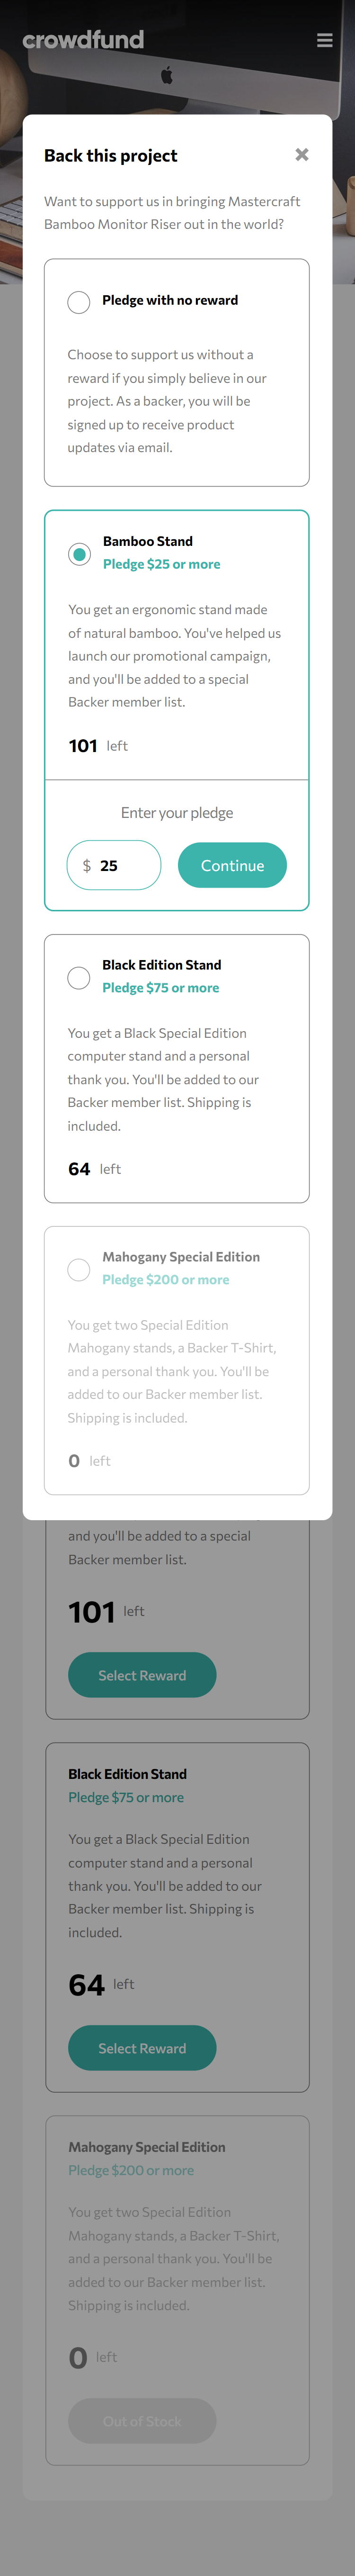 crowdfund
Back this project
Want to support us in bringing Mastercraft
Bamboo Monitor Riser out in the world?
Pledge with no reward
Choose to support us without a
reward if you simply believe in our
project. As a backer, you will be
signed up to receive product
updates via email.
Bamboo Stand
Pledge $25 or more
You get an ergonomic stand made
of natural bamboo. You've helped us
launch our promotional campaign,
and you'll be added to a special
Backer member list.
101 left
Enter your pledge
$ 25 Continue
Black Edition Stand
Pledge $75 or more
You get a Black Special Edition
computer stand and a personal
thank you. You'll be added to our
Backer member list. Shipping is
included.
64 left
Mahogany Special Edition
Pledge $200 or more
You get two Special Edition
Mahogany stands, a Backer T-Shirt,
and a personal thank you. You'll be
added to our Backer member list.
Shipping is included.
0 left
and you'll be added to a special
Backer member list.
101 left
Select Reward
Black Edition Stand
Pledge $75 or more
You get a Black Special Edition
computer stand and a personal
thank you. You'll be added to our
Backer member list. Shipping is
included.
64 left
Select Reward
Mahogany Special Edition
Pledge $200 or more
You get two Special Edition
Mahogany stands, a Backer T-Shirt,
and a personal thank you. You'll be
added to our Backer member list.
Shipping is included.
0 left
Out of Stock